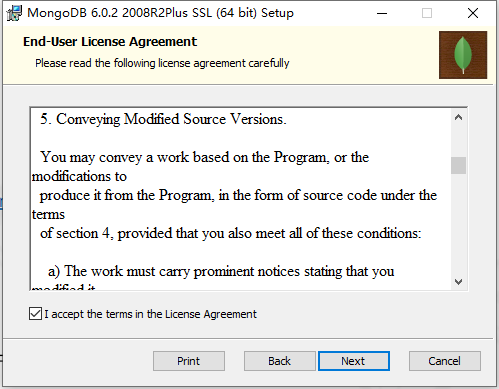 MongoDB 6.0.2 2008R2Plus SSL (64 bit) Setup
End-User License Agreement
Please read the following license agreement carefully
5. Conveying Modified Source Versions.
You may convey a work based on the Program, or the
modifications to
produce it from the Program, in the form of source code under the
terms
of section 4, provided that you also meet all of these conditions:
a) The work must carry prominent notices stating that you
modified it
I accept the terms in the License Agreement
Print Back Next Cancel